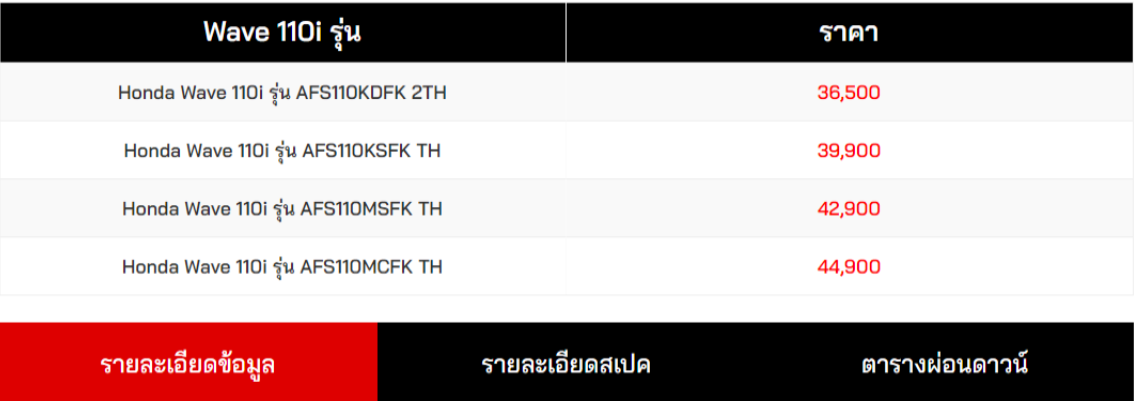 Wave 110i รุ่น ราคา
Honda Wave 110i รุ่น AFS110KDFK 2TH 36,500
Honda Wave 110i รุ่น AFS110KSFK TH 39,900
Honda Wave 110i รุ่น AFS110MSFK TH 42,900
Honda Wave 110i รุ่น AFS110MCFK TH 44,900
รายละเอียดข้อมูล รายละเอียดสเปค ตารางผ่อนดาวน์